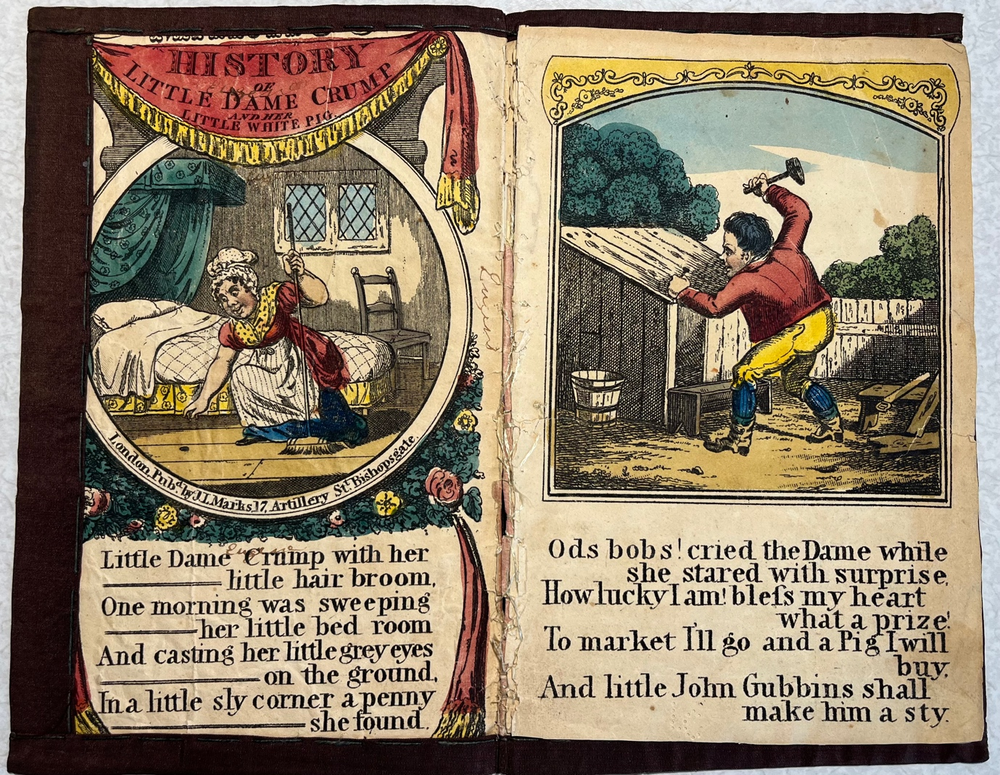 HISTORY
OF
LITTLE DAME CRUMP
AND HER
LITTLE WHITE PIG.
London, Pubd. by J. L. Marks, 17, Artillery St. Bishopsgate.
Little Dame Crump with her
little hair broom,
One morning was sweeping
her little bed room
And casting her little grey eyes
on the ground,
In a little sly corner a penny
she found.
Ods bobs! cried the Dame while
she stared with surprise,
How lucky I am! bleſs my heart
what a prize!
To market I'll go and a Pig I will
buy,
And little John Gubbins shall
make him a sty.